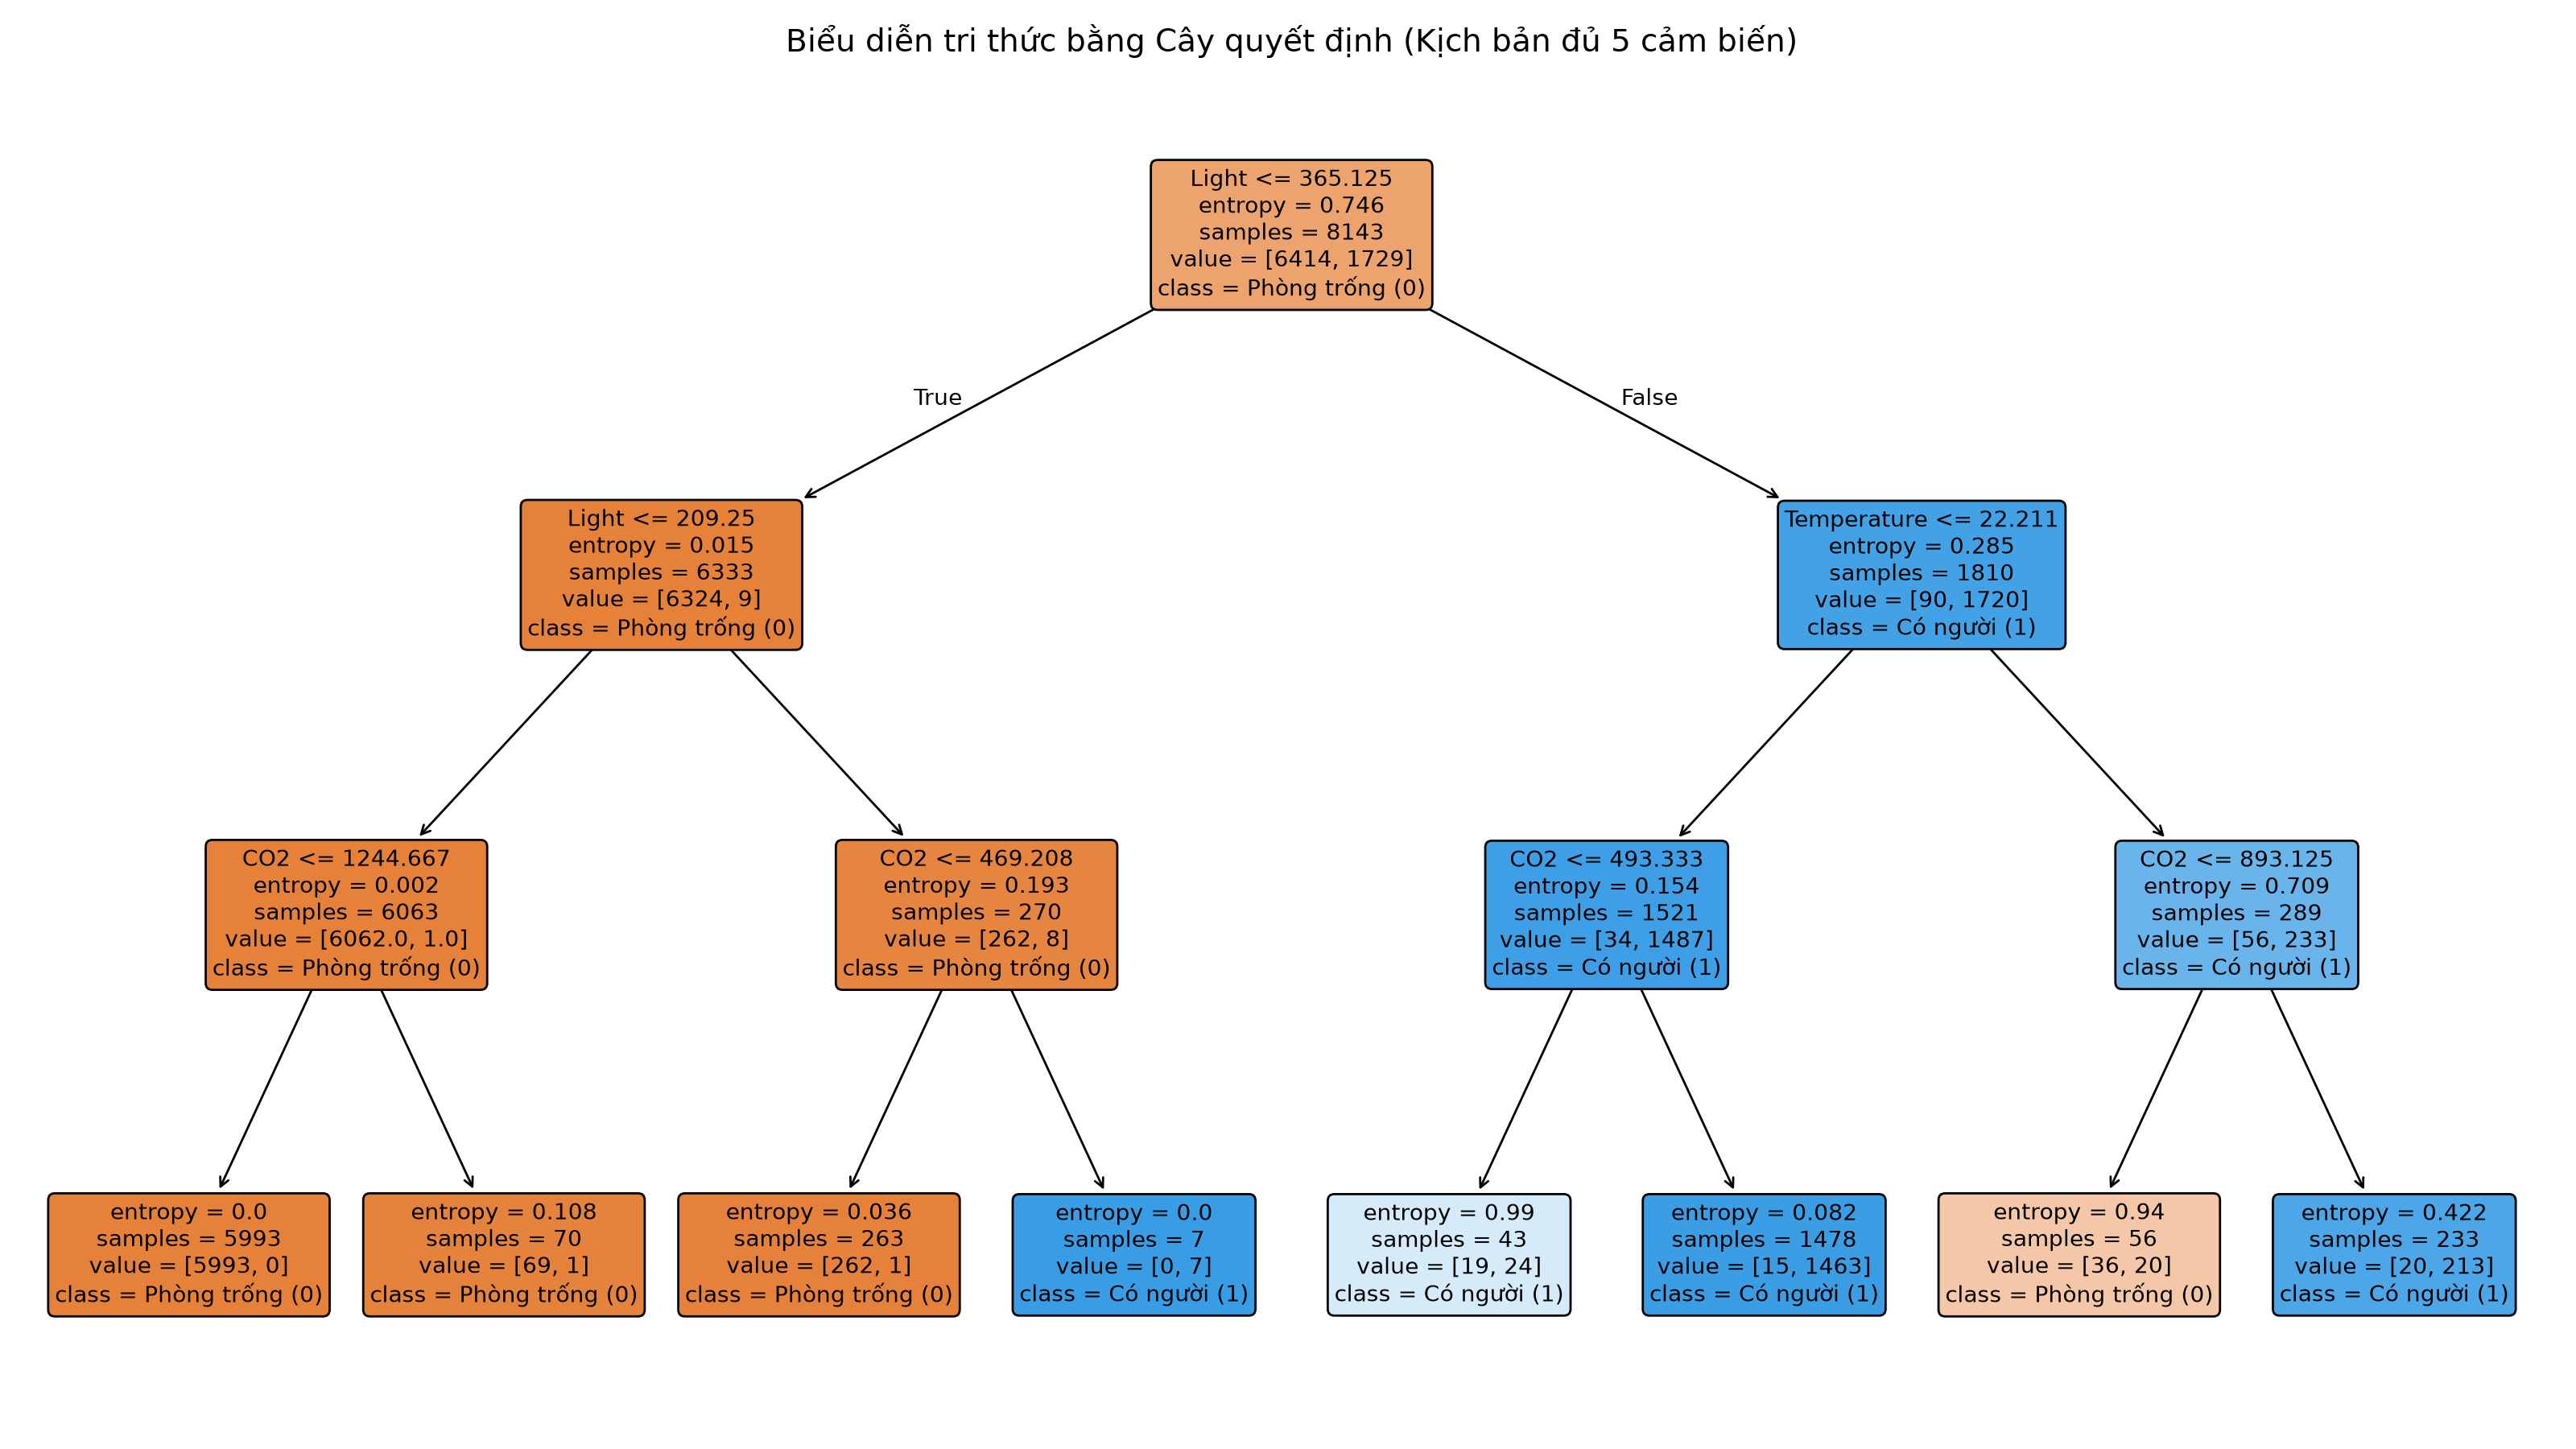 Biểu diễn tri thức bằng Cây quyết định (Kịch bản đủ 5 cảm biến)
Light <= 365.125
entropy = 0.746
samples = 8143
value = [6414, 1729]
class = Phòng trống (0)
True
False
Light <= 209.25
entropy = 0.015
samples = 6333
value = [6324, 9]
class = Phòng trống (0)
Temperature <= 22.211
entropy = 0.285
samples = 1810
value = [90, 1720]
class = Có người (1)
CO2 <= 1244.667
entropy = 0.002
samples = 6063
value = [6062.0, 1.0]
class = Phòng trống (0)
CO2 <= 469.208
entropy = 0.193
samples = 270
value = [262, 8]
class = Phòng trống (0)
CO2 <= 493.333
entropy = 0.154
samples = 1521
value = [34, 1487]
class = Có người (1)
CO2 <= 893.125
entropy = 0.709
samples = 289
value = [56, 233]
class = Có người (1)
entropy = 0.0
samples = 5993
value = [5993, 0]
class = Phòng trống (0)
entropy = 0.108
samples = 70
value = [69, 1]
class = Phòng trống (0)
entropy = 0.036
samples = 263
value = [262, 1]
class = Phòng trống (0)
entropy = 0.0
samples = 7
value = [0, 7]
class = Có người (1)
entropy = 0.99
samples = 43
value = [19, 24]
class = Có người (1)
entropy = 0.082
samples = 1478
value = [15, 1463]
class = Có người (1)
entropy = 0.94
samples = 56
value = [36, 20]
class = Phòng trống (0)
entropy = 0.422
samples = 233
value = [20, 213]
class = Có người (1)